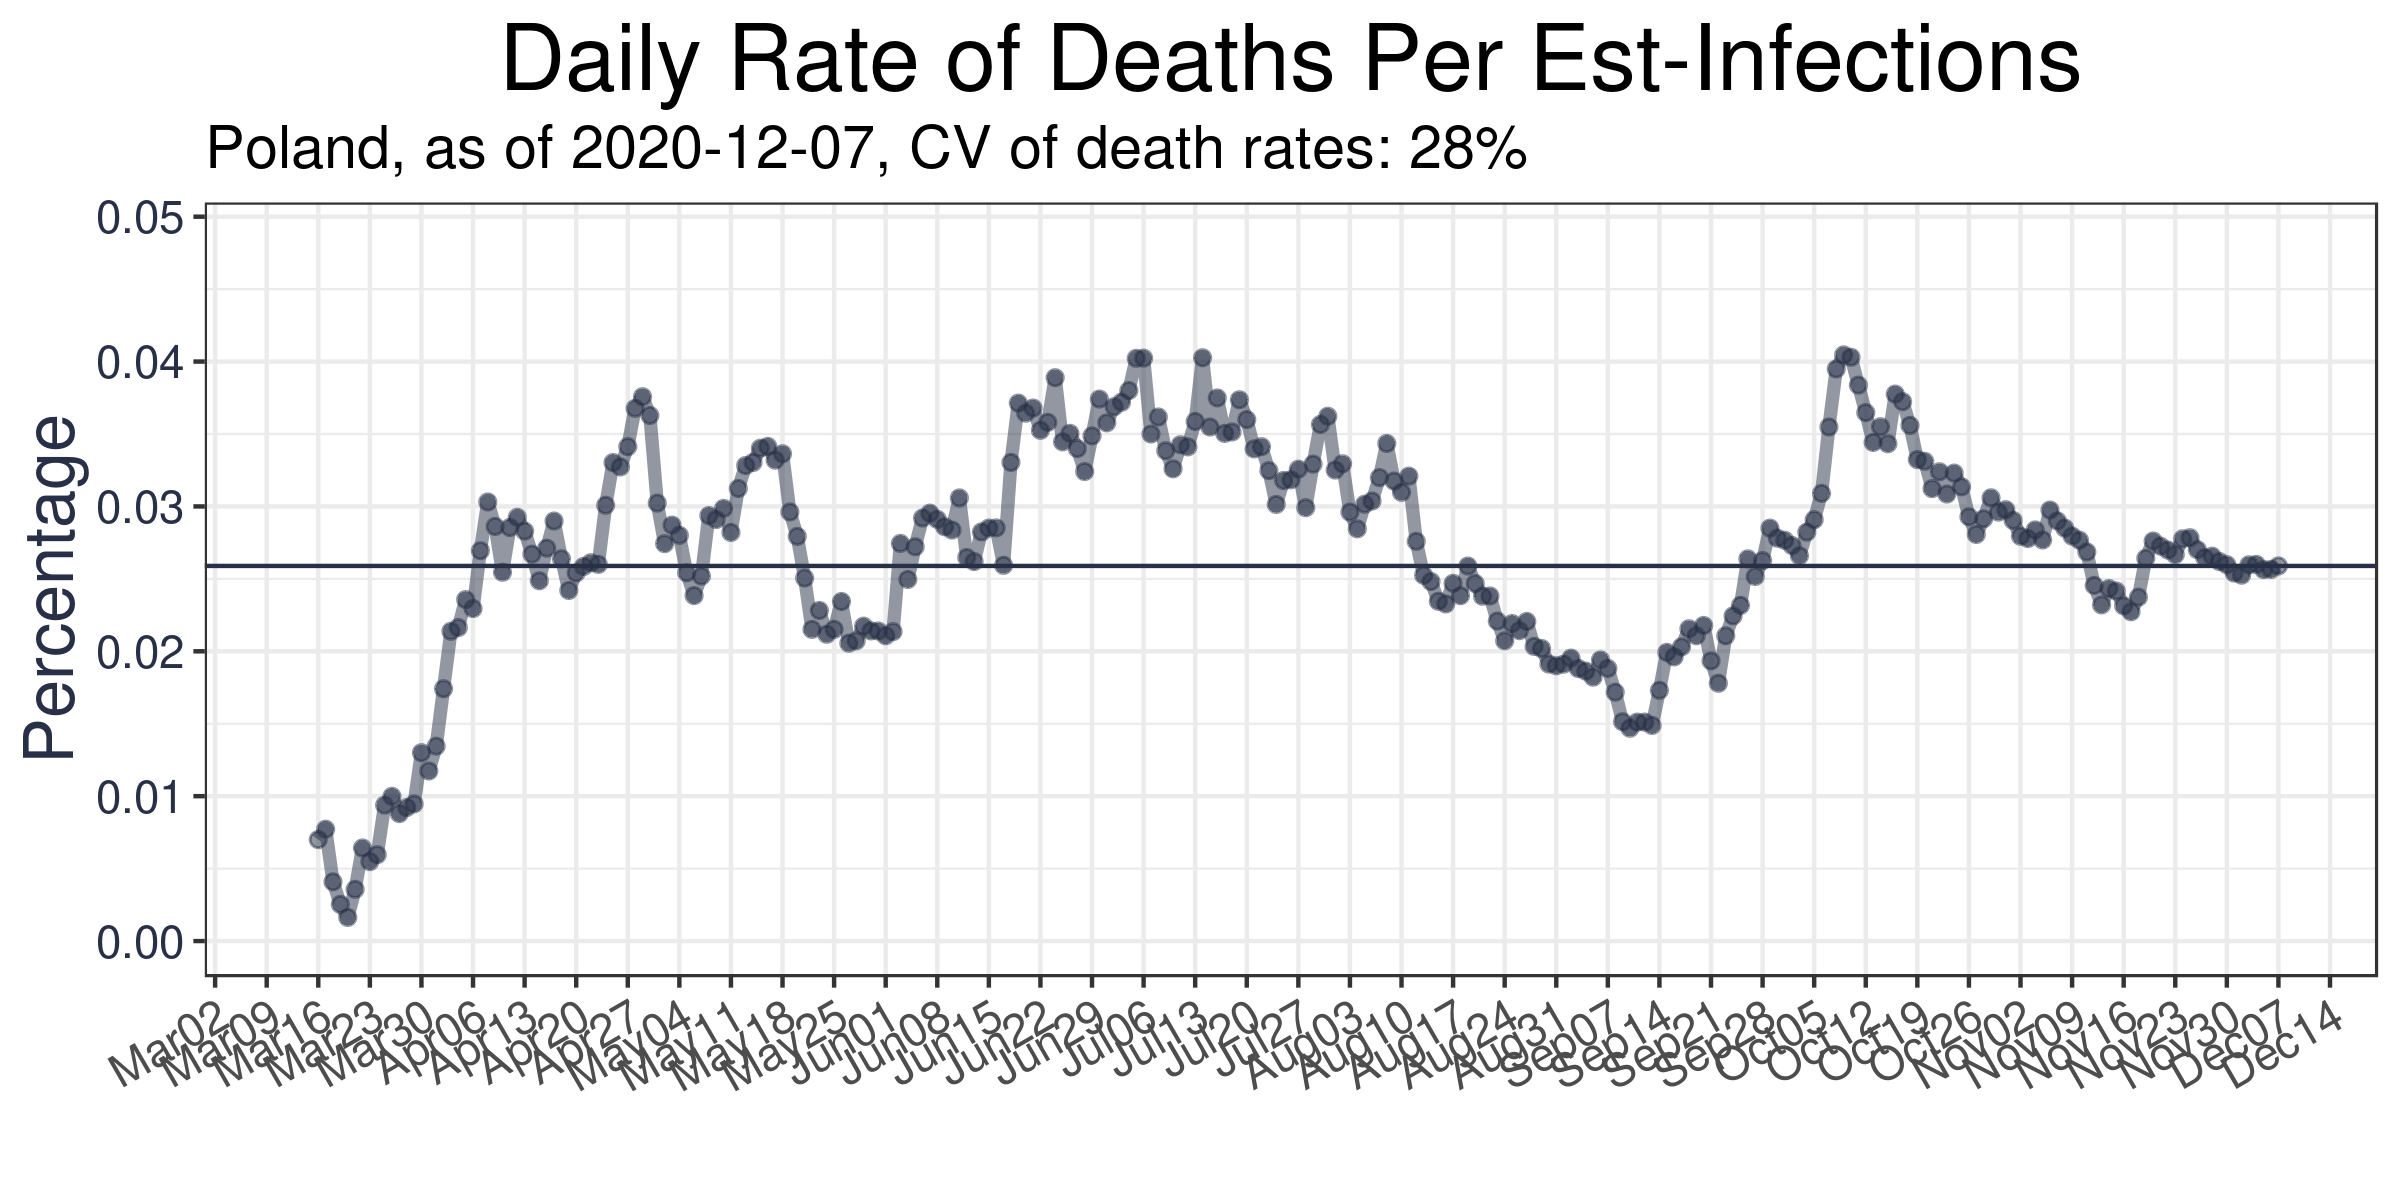 Daily Rate of Deaths Per Est-Infections
Poland, as of 2020-12-07, CV of death rates: 28%
Percentage
0.05
0.04
0.03
0.02
0.01
0.00
Mar02
Mar09
Mar16
Mar23
Mar30
Apr06
Apr13
Apr20
Apr27
May04
May11
May18
May25
Jun01
Jun08
Jun15
Jun22
Jun29
Jul06
Jul13
Jul20
Jul27
Aug03
Aug10
Aug17
Aug24
Aug31
Sep07
Sep14
Sep21
Sep28
Oct05
Oct12
Oct19
Oct26
Nov02
Nov09
Nov16
Nov23
Nov30
Dec07
Dec14